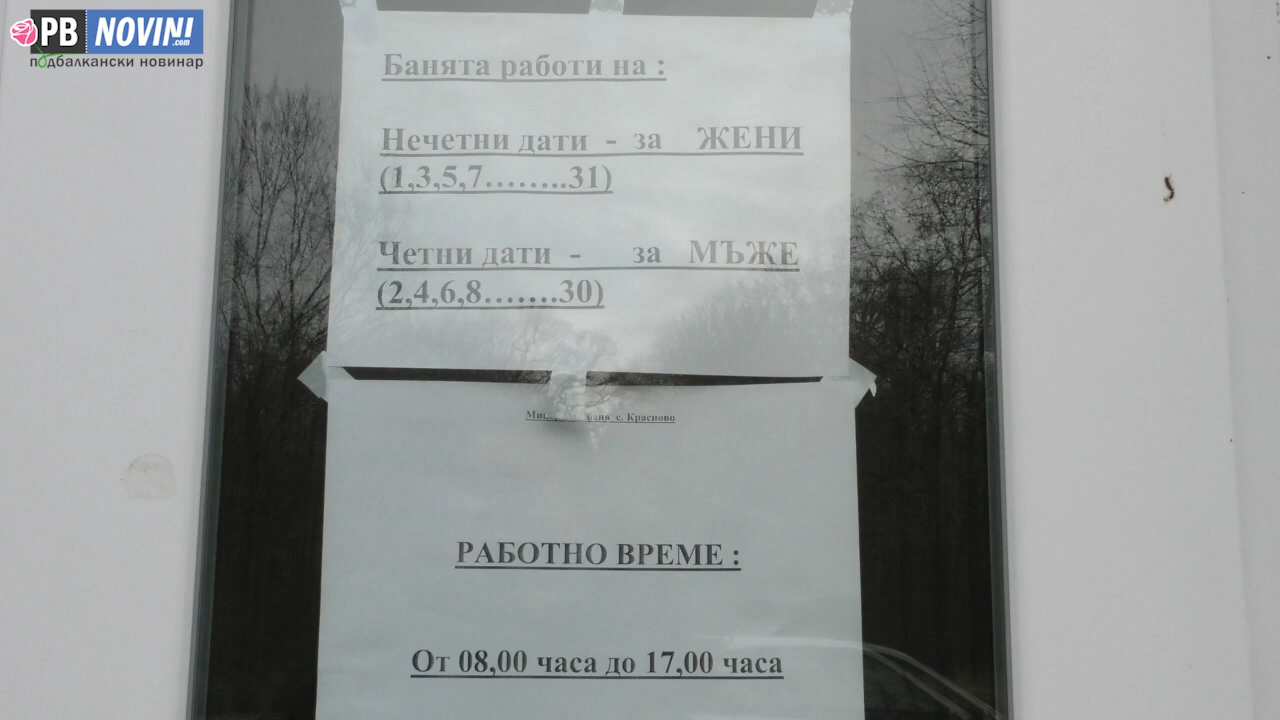 PB NOVINI.com
подбалкански новинар
Банята работи на :
Нечетни дати - за ЖЕНИ
(1,3,5,7........31)
Четни дати - за МЪЖЕ
(2,4,6,8.......30)
с. Красново
РАБОТНО ВРЕМЕ :
От 08,00 часа до 17,00 часа